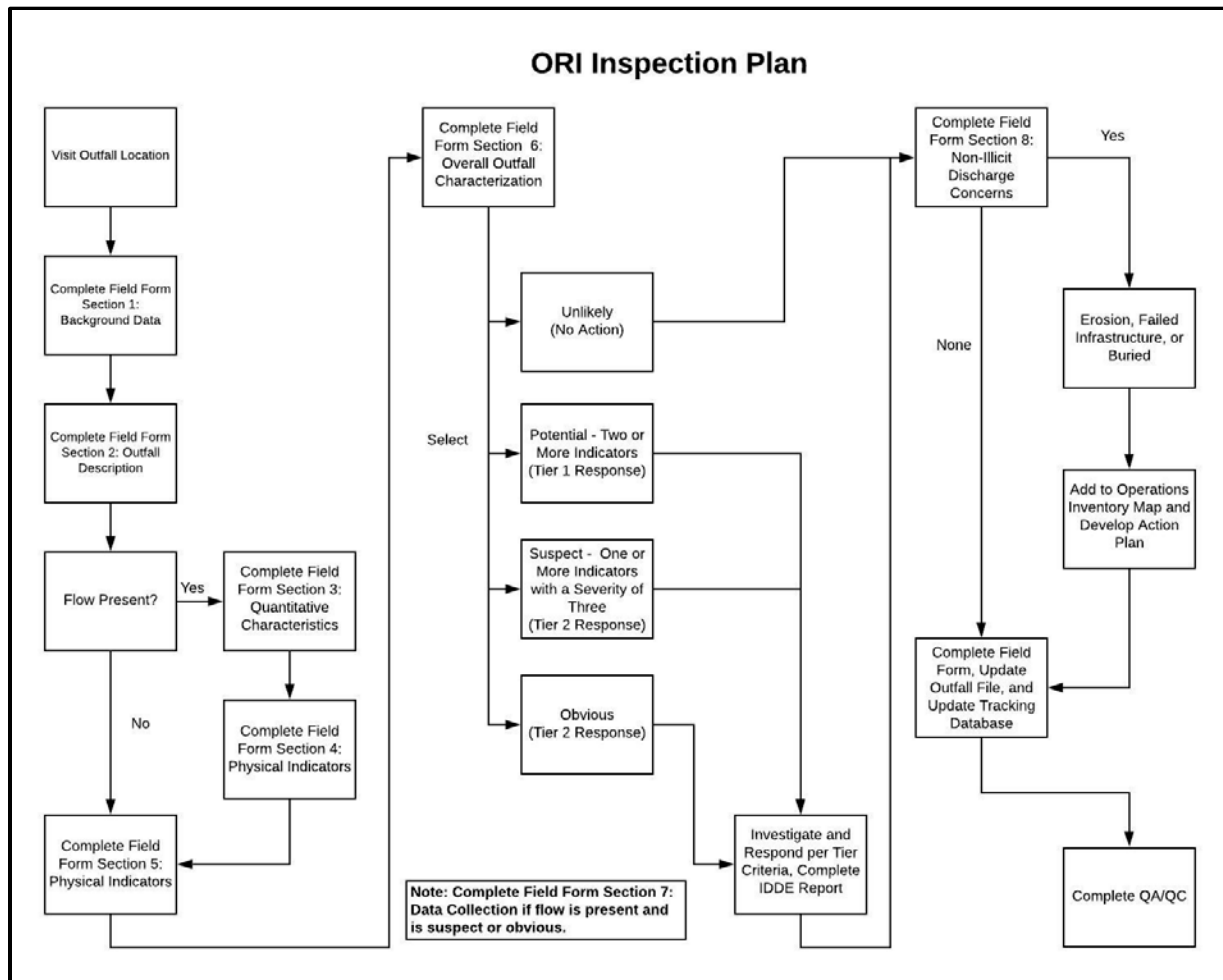 ORI Inspection Plan
Visit Outfall Location
Complete Field Form
Section 1:
Background Data
Complete Field Form
Section 2: Outfall
Description
Flow Present?
Yes
No
Complete Field
Form Section 3:
Quantitative
Characteristics
Complete Field
Form Section 4:
Physical Indicators
Complete Field
Form Section 5:
Physical Indicators
Complete Field
Form Section 6:
Overall Outfall
Characterization
Select
Unlikely
(No Action)
Potential - Two or
More Indicators
(Tier 1 Response)
Suspect - One or
More Indicators
with a Severity of
Three
(Tier 2 Response)
Obvious
(Tier 2 Response)
Investigate and
Respond per Tier
Criteria, Complete
IDDE Report
Note: Complete Field Form Section 7:
Data Collection if flow is present and
is suspect or obvious.
Complete Field
Form Section 8:
Non-Illicit
Discharge
Concerns
Yes
None
Erosion, Failed
Infrastructure, or
Buried
Add to Operations
Inventory Map and
Develop Action
Plan
Complete Field
Form, Update
Outfall File, and
Update Tracking
Database
Complete QA/QC